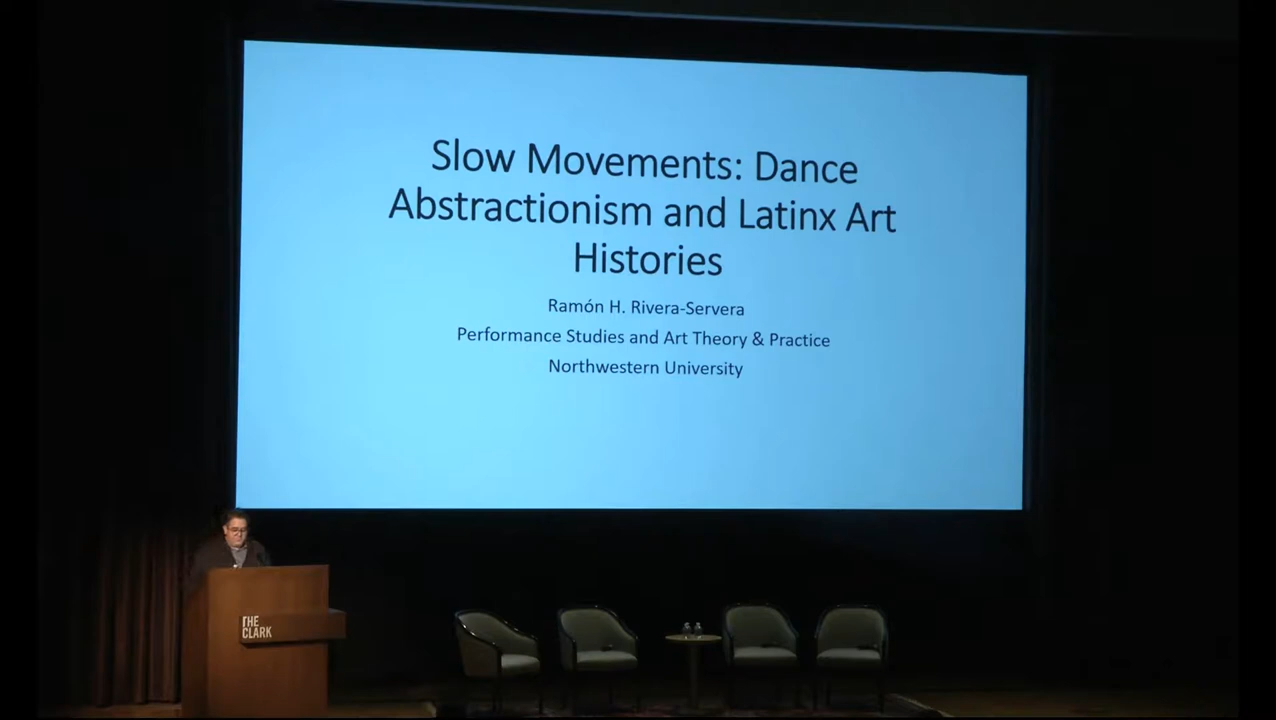 Slow Movements: Dance
Abstractionism and Latinx Art
Histories
Ramón H. Rivera-Servera
Performance Studies and Art Theory & Practice
Northwestern University
THE
CLARK